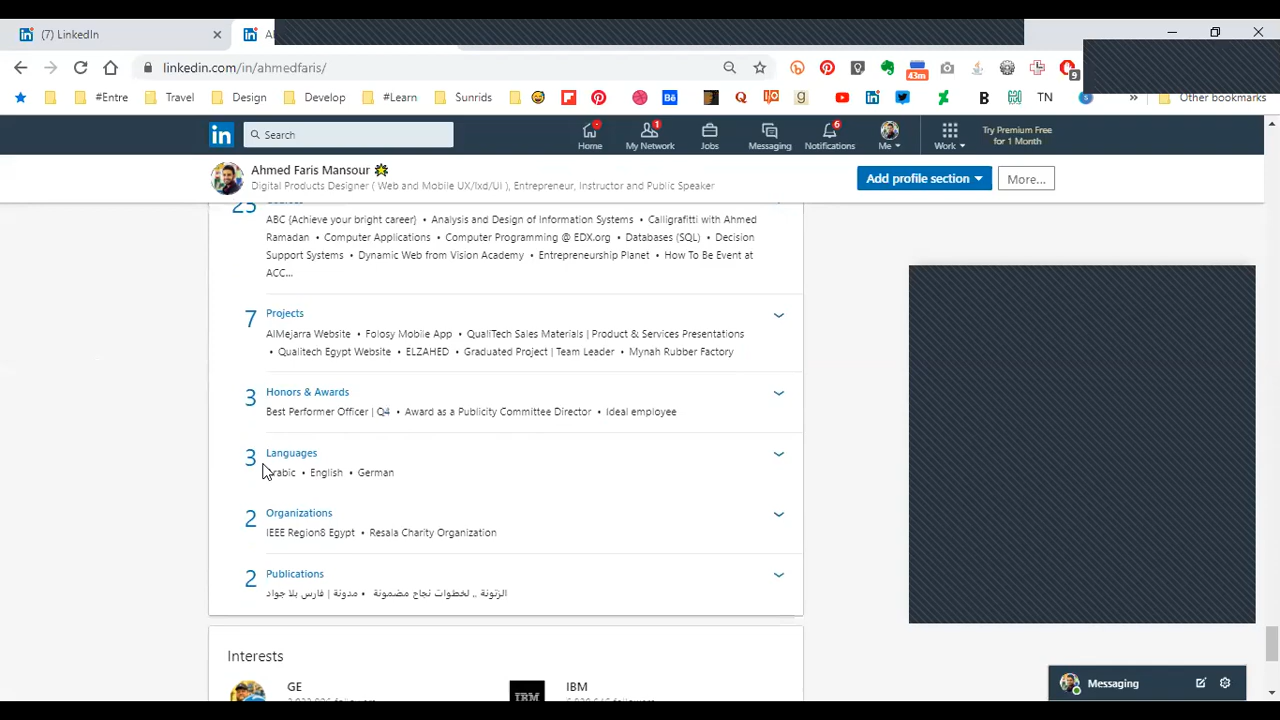 (7) LinkedIn
linkedin.com/in/ahmedfaris/
43m
9
#Entre Travel Design Develop #Learn Sunrids TN Other bookmarks
in Search Home My Network 1 Jobs Messaging Notifications 6 Me Work Try Premium Free for 1 Month
Ahmed Faris Mansour
Digital Products Designer ( Web and Mobile UX/Ixd/UI ), Entrepreneur, Instructor and Public Speaker
Add profile section More...
25
ABC (Achieve your bright career) • Analysis and Design of Information Systems • Calligrafitti with Ahmed
Ramadan • Computer Applications • Computer Programming @ EDX.org • Databases (SQL) • Decision
Support Systems • Dynamic Web from Vision Academy • Entrepreneurship Planet • How To Be Event at
ACC...
7 Projects
AlMejarra Website • Folosy Mobile App • QualiTech Sales Materials | Product & Services Presentations
• Qualitech Egypt Website • ELZAHED • Graduated Project | Team Leader • Mynah Rubber Factory
3 Honors & Awards
Best Performer Officer | Q4 • Award as a Publicity Committee Director • Ideal employee
3 Languages
Arabic • English • German
2 Organizations
IEEE Region8 Egypt • Resala Charity Organization
2 Publications
الزتونة .. لخطوات نجاح مضمونة • مدونة | فارس بلا جواد
Interests
GE
IBM
Messaging